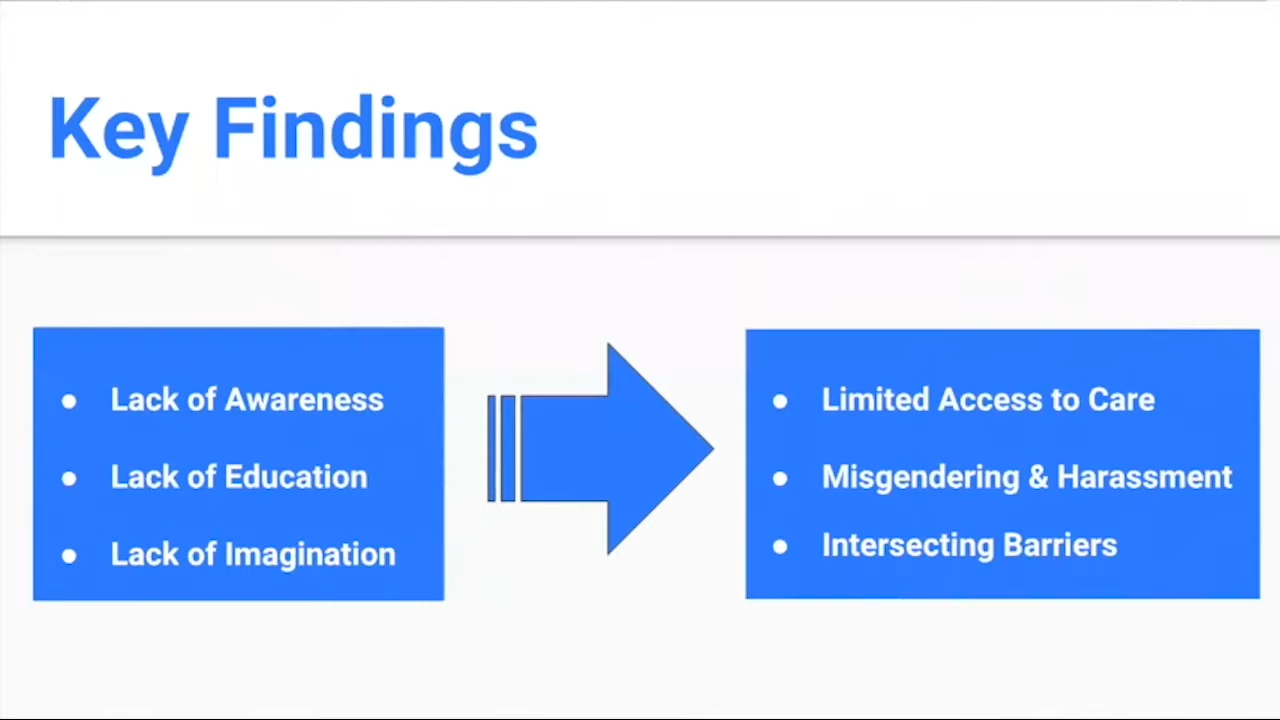 Key Findings
● Lack of Awareness
● Lack of Education
● Lack of Imagination
● Limited Access to Care
● Misgendering & Harassment
● Intersecting Barriers